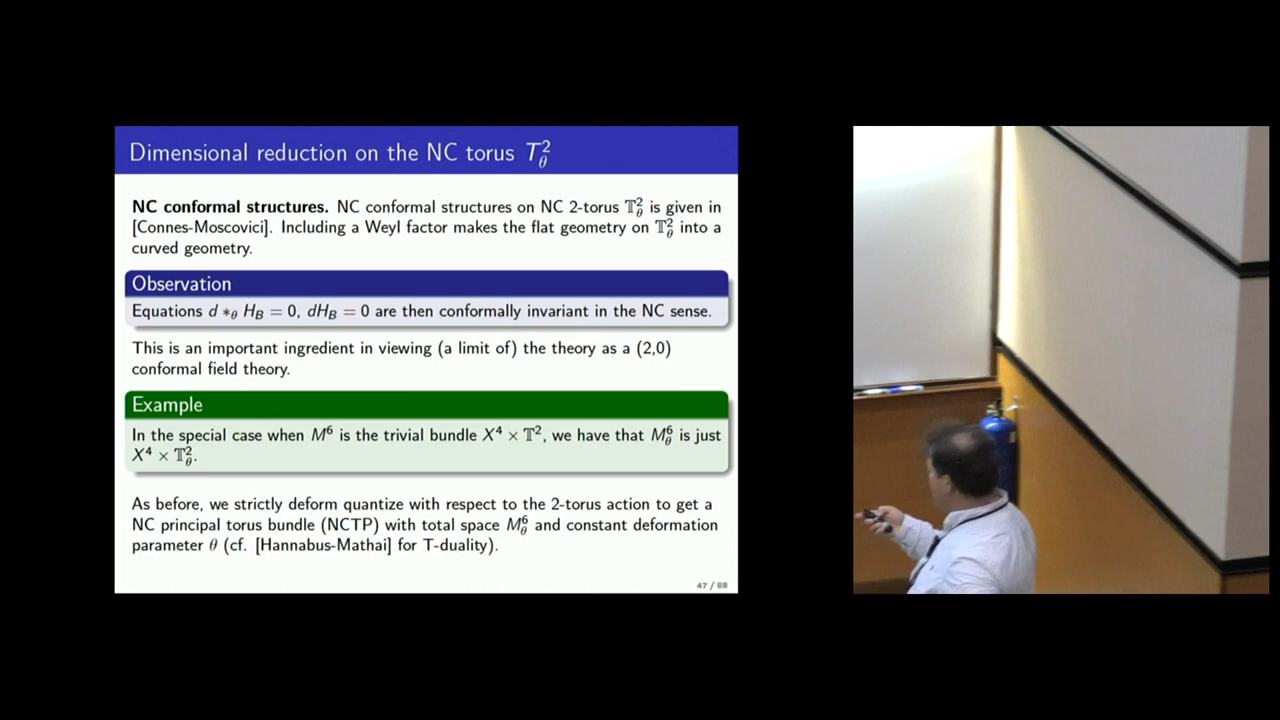 Dimensional reduction on the NC torus T²_θ
NC conformal structures. NC conformal structures on NC 2-torus 𝕋²_θ is given in
[Connes-Moscovici]. Including a Weyl factor makes the flat geometry on 𝕋²_θ into a
curved geometry.
Observation
Equations d *_θ H_B = 0, dH_B = 0 are then conformally invariant in the NC sense.
This is an important ingredient in viewing (a limit of) the theory as a (2,0)
conformal field theory.
Example
In the special case when M⁶ is the trivial bundle X⁴ × 𝕋², we have that M⁶_θ is just
X⁴ × 𝕋²_θ.
As before, we strictly deform quantize with respect to the 2-torus action to get a
NC principal torus bundle (NCTP) with total space M⁶_θ and constant deformation
parameter θ (cf. [Hannabus-Mathai] for T-duality).
47 / 88